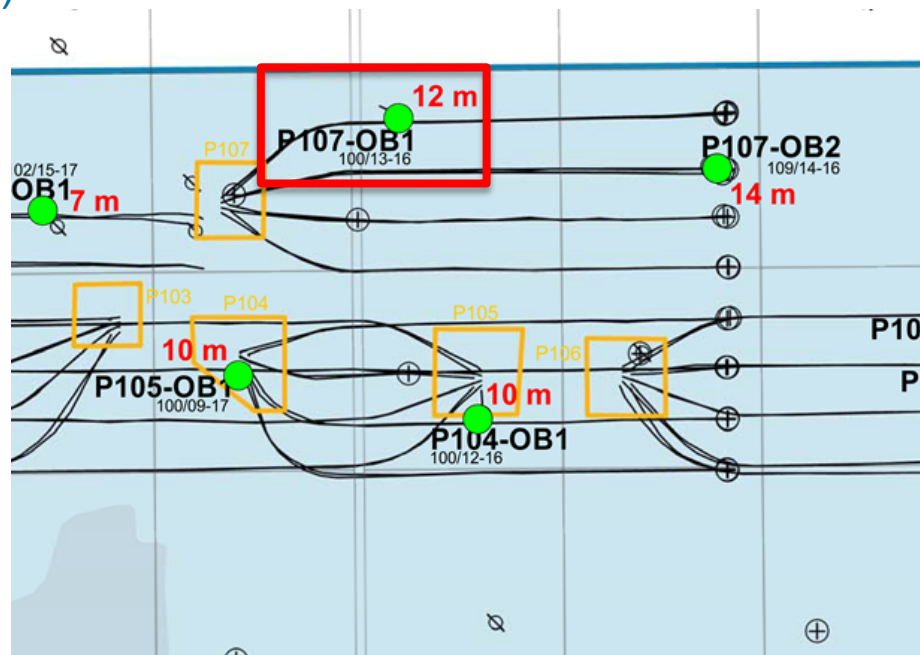 )
12 m
P107-OB1
100/13-16
P107
P107-OB2
109/14-16
14 m
02/15-17
OB1
7 m
P103
P104
P105
P106
P10
P
10 m
P105-OB1
100/09-17
10 m
P104-OB1
100/12-16